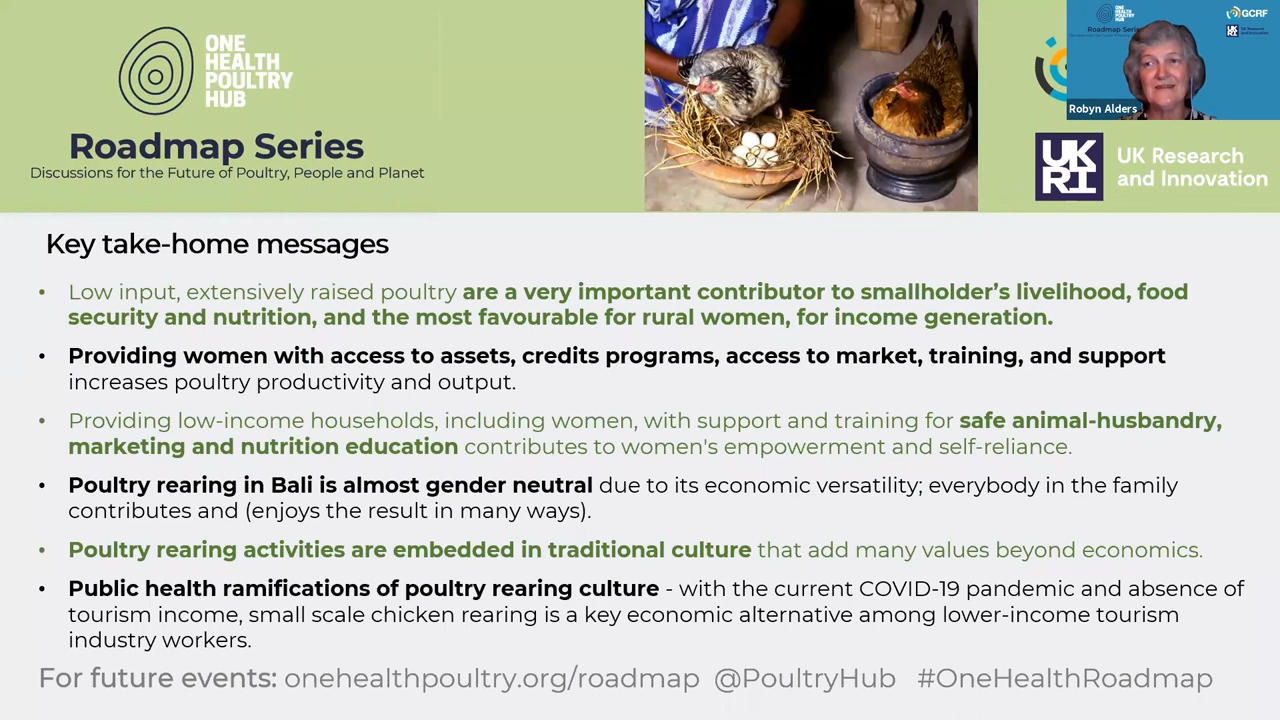 ONE
HEALTH
POULTRY
HUB
Roadmap Series
Discussions for the Future of Poultry, People and Planet
Roadmap Series
GCRF
Robyn Alders
UK
RI
UK Research
and Innovation
Key take-home messages
• Low input, extensively raised poultry are a very important contributor to smallholder’s livelihood, food
security and nutrition, and the most favourable for rural women, for income generation.
• Providing women with access to assets, credits programs, access to market, training, and support
increases poultry productivity and output.
• Providing low-income households, including women, with support and training for safe animal-husbandry,
marketing and nutrition education contributes to women's empowerment and self-reliance.
• Poultry rearing in Bali is almost gender neutral due to its economic versatility; everybody in the family
contributes and (enjoys the result in many ways).
• Poultry rearing activities are embedded in traditional culture that add many values beyond economics.
• Public health ramifications of poultry rearing culture - with the current COVID-19 pandemic and absence of
tourism income, small scale chicken rearing is a key economic alternative among lower-income tourism
industry workers.
For future events: onehealthpoultry.org/roadmap @PoultryHub #OneHealthRoadmap